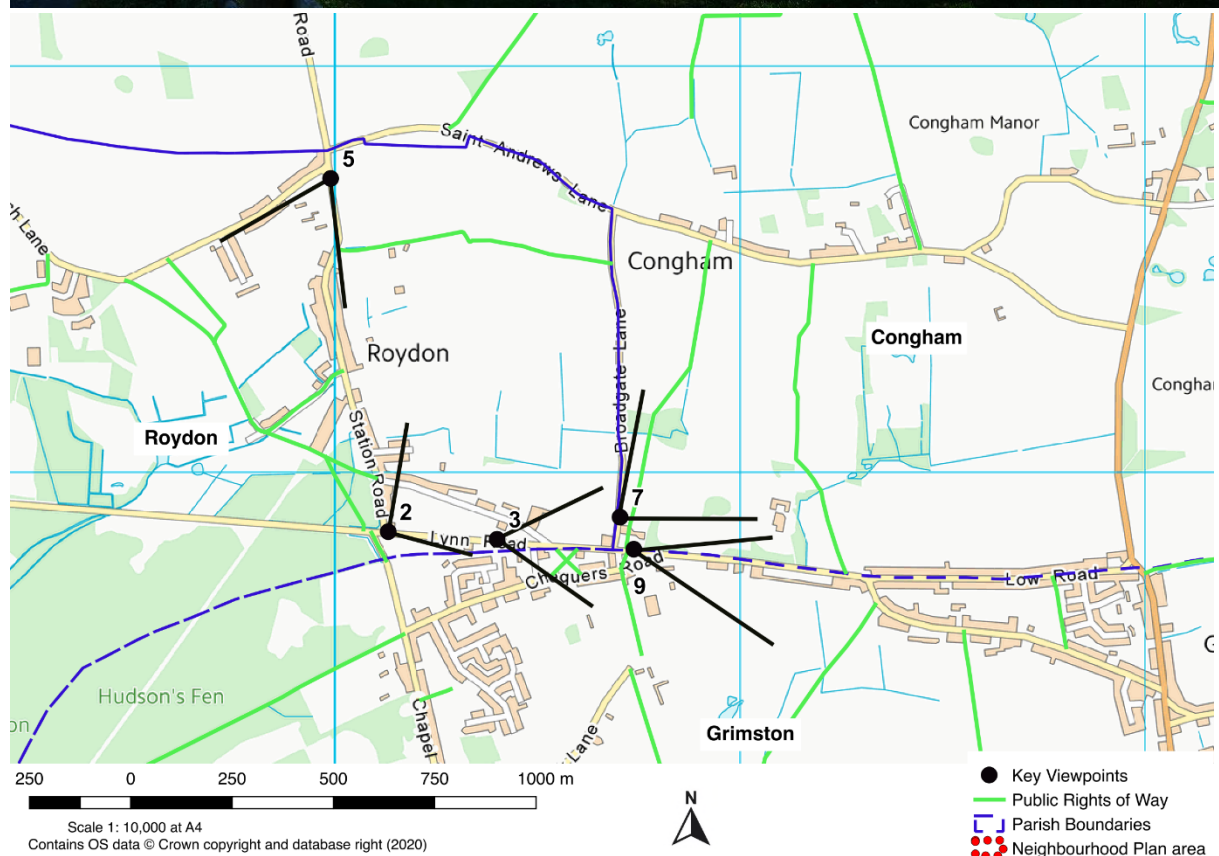 Road
5
Saint Andrews Lane
Congham Manor
Lane
Congham
Broadgate Lane
Congham
Roydon
Roydon
Station Road
2
3
7
Lynn Road
Chequers Road
9
Low Road
Hudson's Fen
Chapel
Lane
Grimston
250 0 250 500 750 1000 m
Scale 1: 10,000 at A4
Contains OS data © Crown copyright and database right (2020)
N
Key Viewpoints
Public Rights of Way
Parish Boundaries
Neighbourhood Plan area